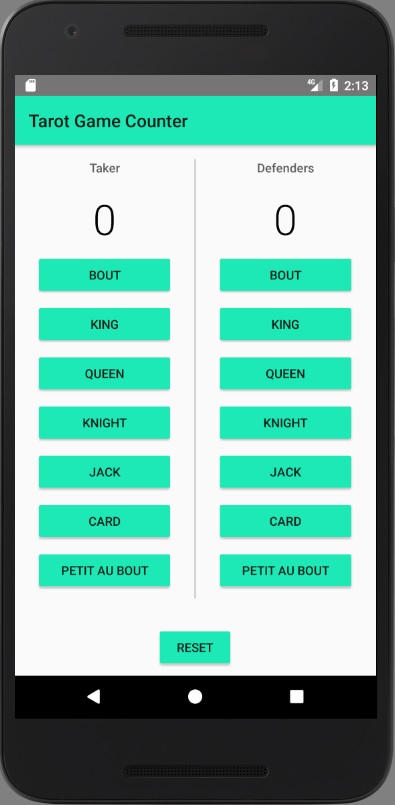 4G 2:13
Tarot Game Counter
Taker Defenders
0 0
BOUT BOUT
KING KING
QUEEN QUEEN
KNIGHT KNIGHT
JACK JACK
CARD CARD
PETIT AU BOUT PETIT AU BOUT
RESET